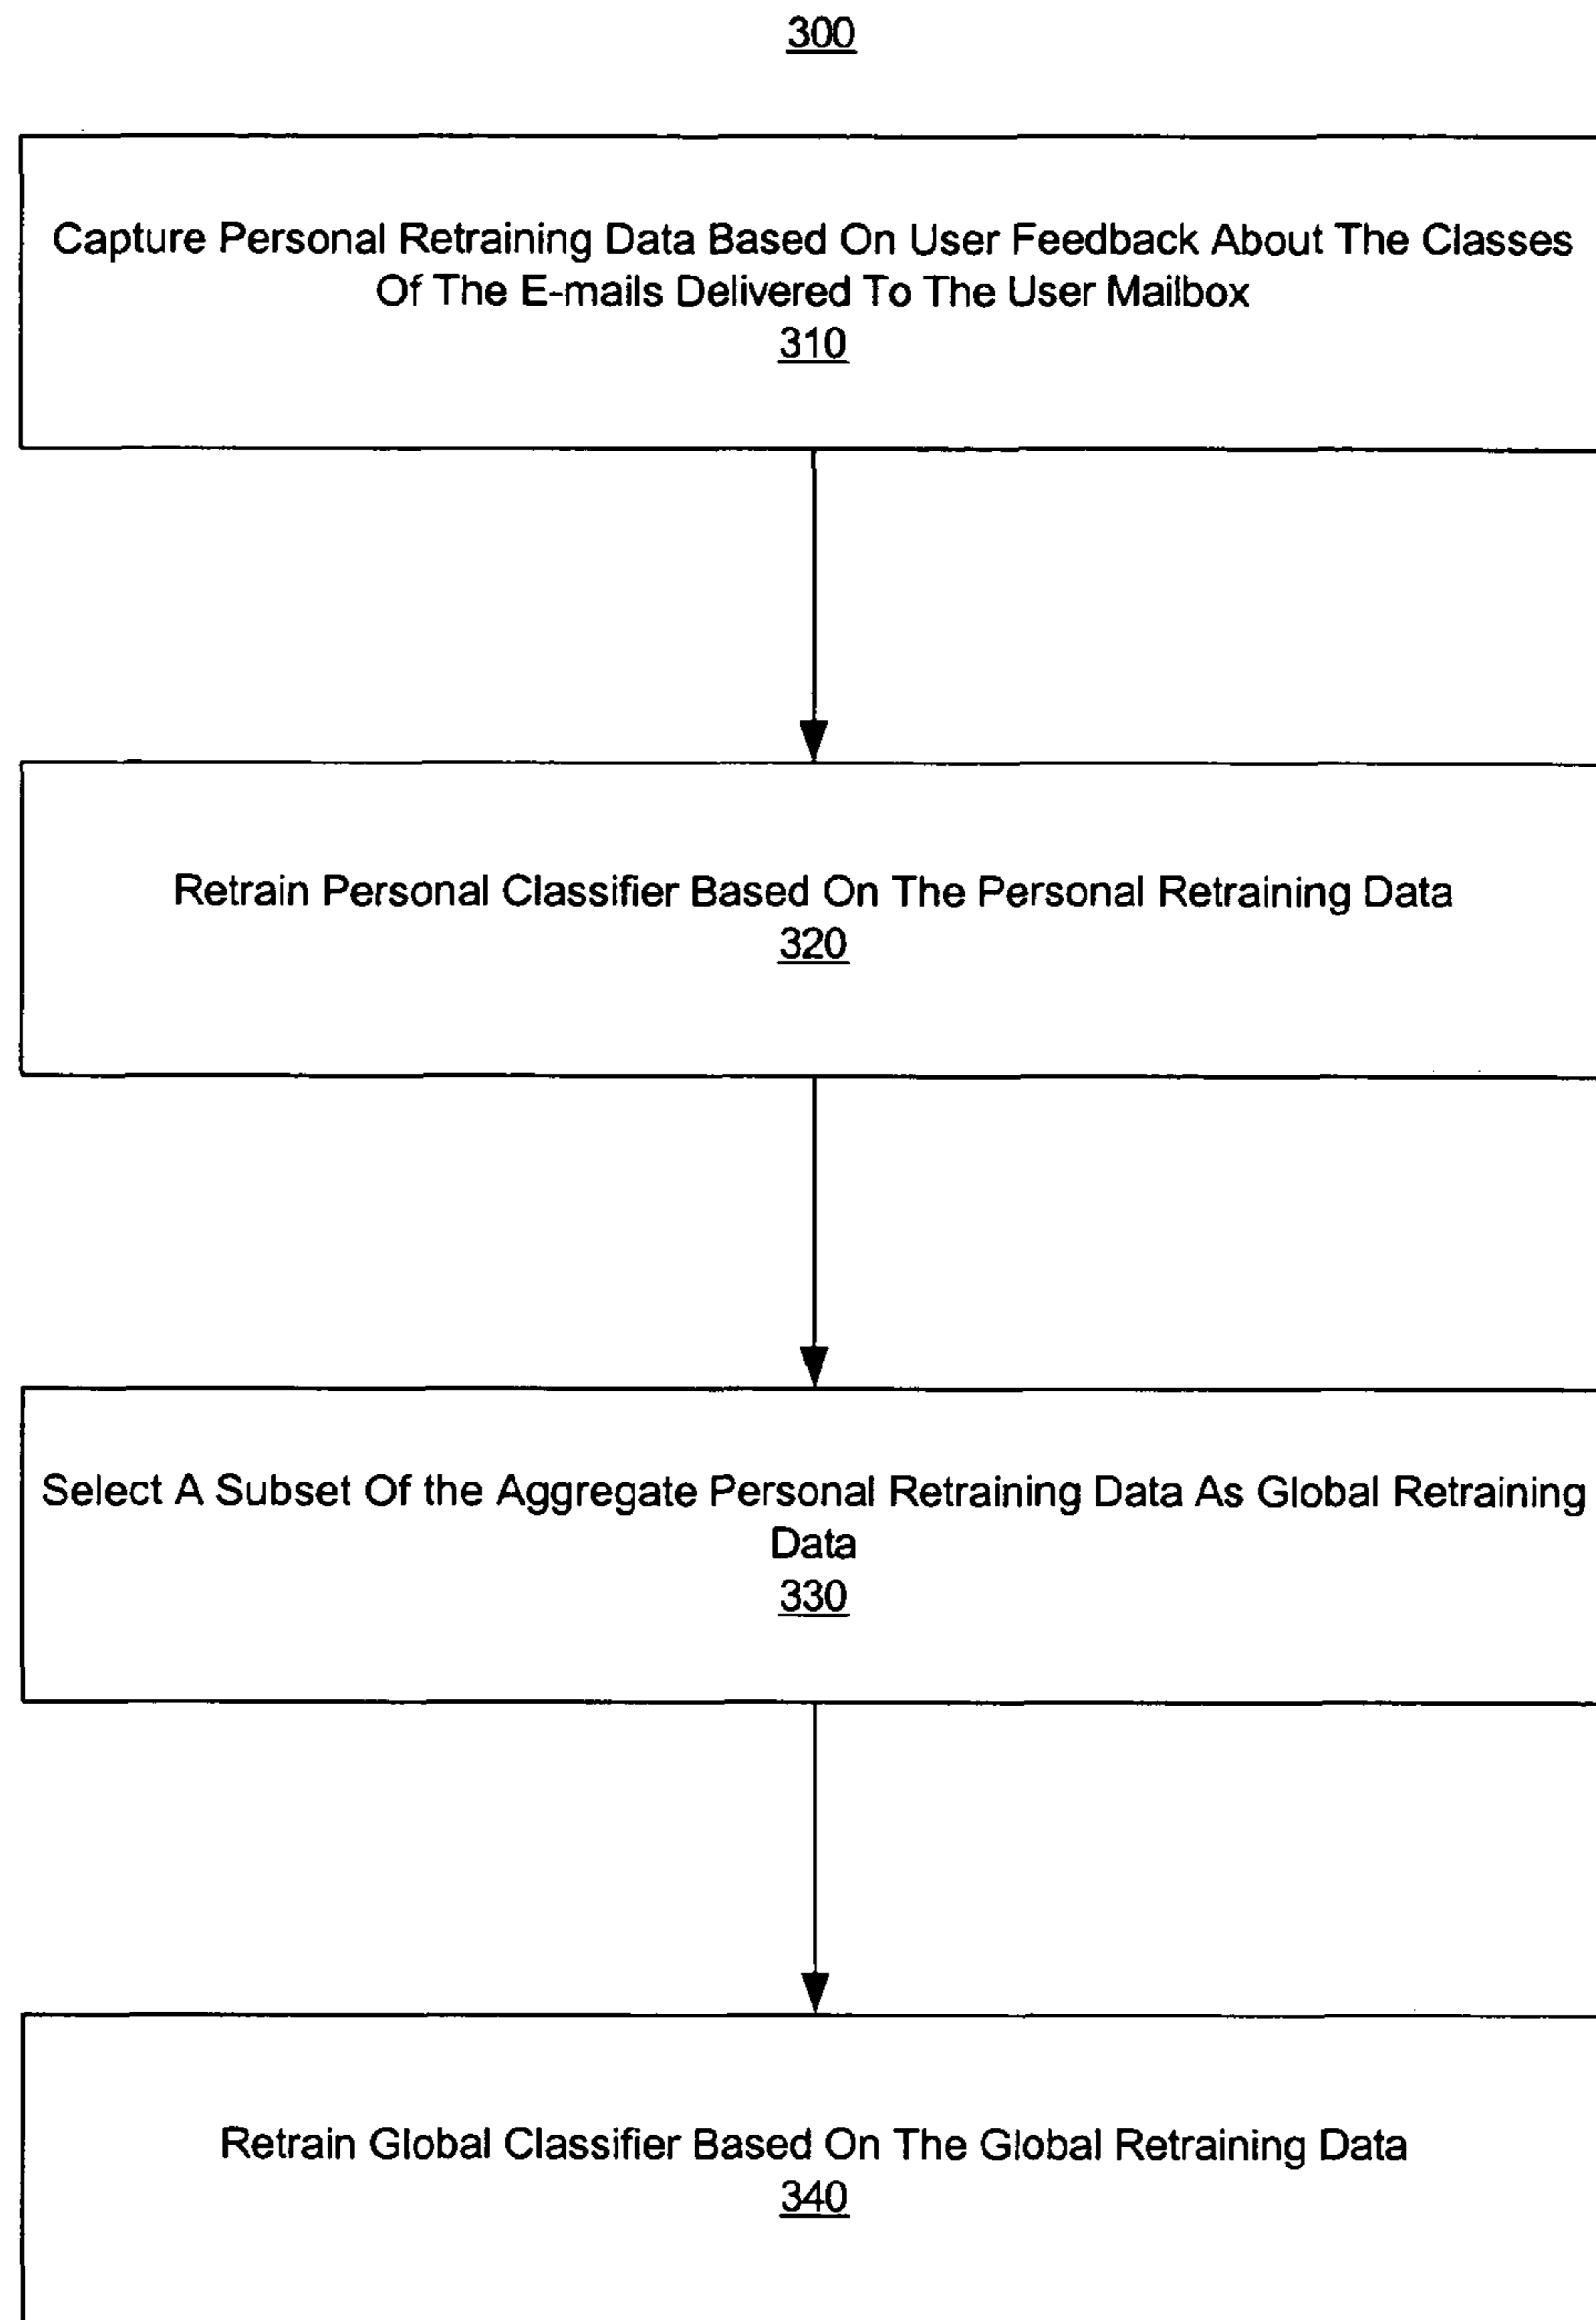 300
Capture Personal Retraining Data Based On User Feedback About The Classes
Of The E-mails Delivered To The User Mailbox
310
Retrain Personal Classifier Based On The Personal Retraining Data
320
Select A Subset Of the Aggregate Personal Retraining Data As Global Retraining
Data
330
Retrain Global Classifier Based On The Global Retraining Data
340